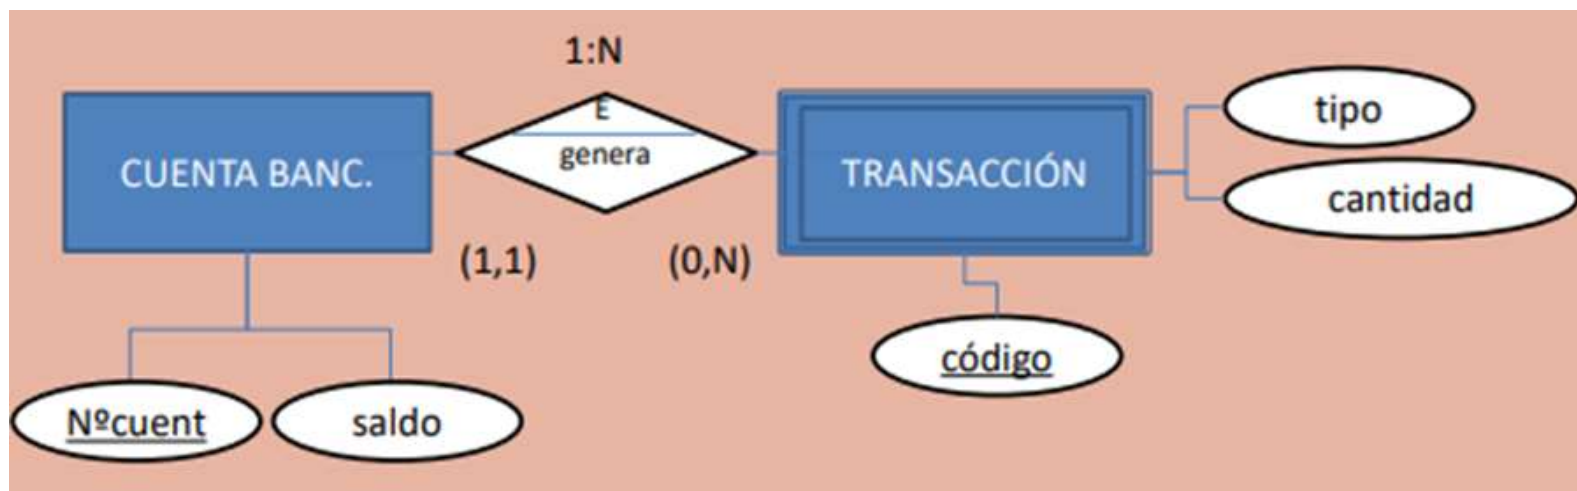 1:N
E
genera
CUENTA BANC.
TRANSACCIÓN
tipo
cantidad
(1,1)
(0,N)
código
Nºcuent
saldo